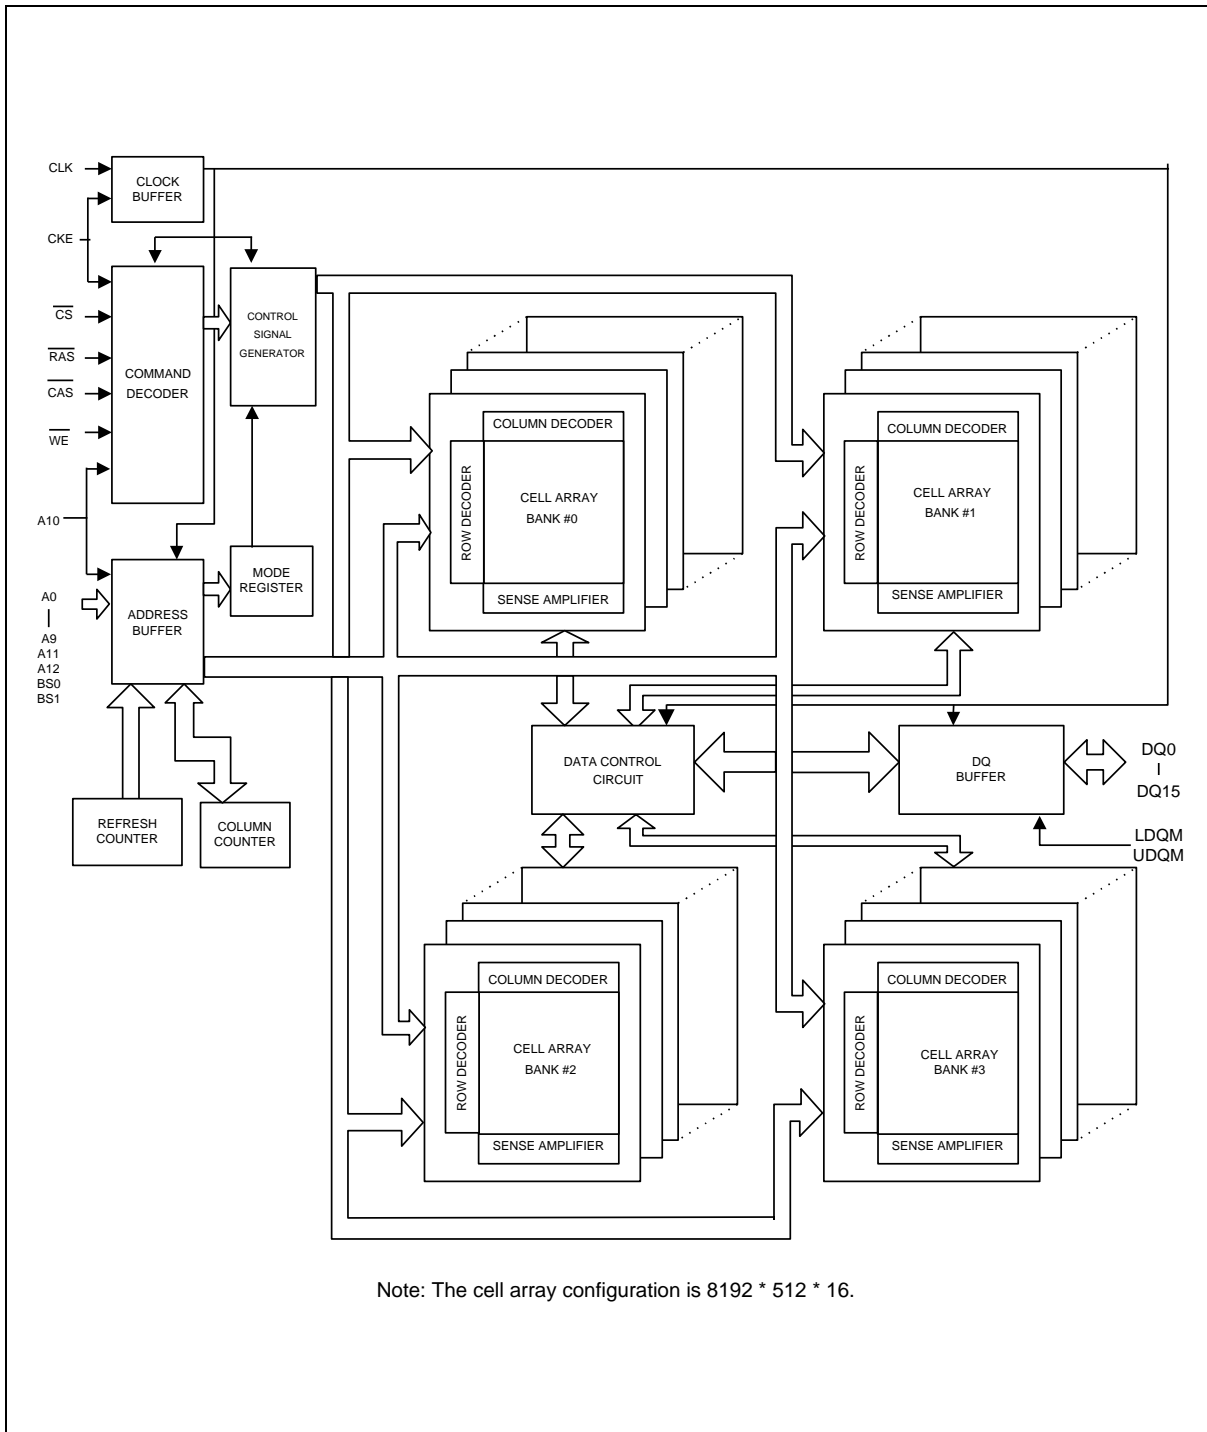 CLK
CLOCK
BUFFER
CKE
CS
RAS
CAS
WE
COMMAND
DECODER
CONTROL
SIGNAL
GENERATOR
A10
A0
A9
A11
A12
BS0
BS1
ADDRESS
BUFFER
MODE
REGISTER
REFRESH
COUNTER
COLUMN
COUNTER
COLUMN DECODER
ROW DECODER
CELL ARRAY
BANK #0
SENSE AMPLIFIER
COLUMN DECODER
ROW DECODER
CELL ARRAY
BANK #1
SENSE AMPLIFIER
DATA CONTROL
CIRCUIT
DQ
BUFFER
DQ0
DQ15
LDQM
UDQM
COLUMN DECODER
ROW DECODER
CELL ARRAY
BANK #2
SENSE AMPLIFIER
COLUMN DECODER
ROW DECODER
CELL ARRAY
BANK #3
SENSE AMPLIFIER
Note: The cell array configuration is 8192 * 512 * 16.